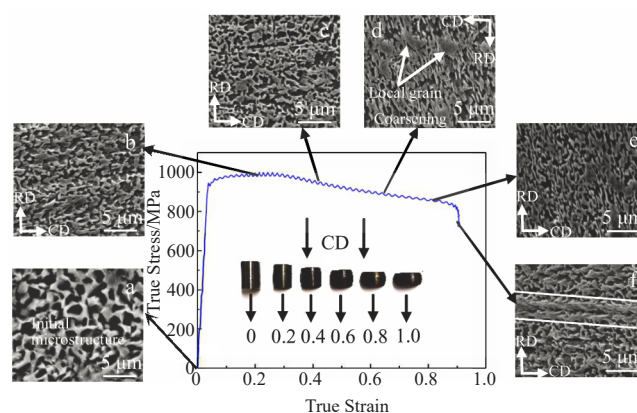 c
d
CD
RD
Local grain
Coarsening
RD
5 μm
CD
5 μm
b
RD
5 μm
CD
e
RD
5 μm
CD
a
Initial
microstructure
5 μm
f
RD
5 μm
CD
True Stress/MPa
1000
800
600
400
200
0
CD
0 0.2 0.4 0.6 0.8 1.0
0.0 0.2 0.4 0.6 0.8 1.0
True Strain